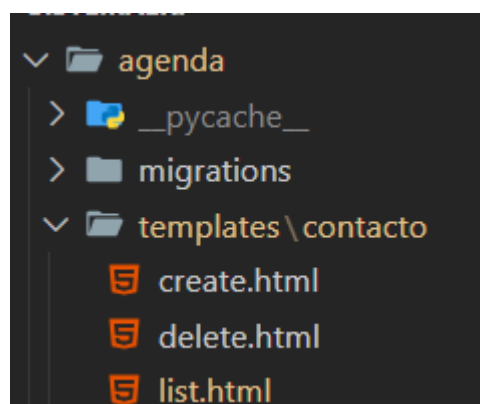 agenda
__pycache__
migrations
templates\contacto
create.html
delete.html
list.html